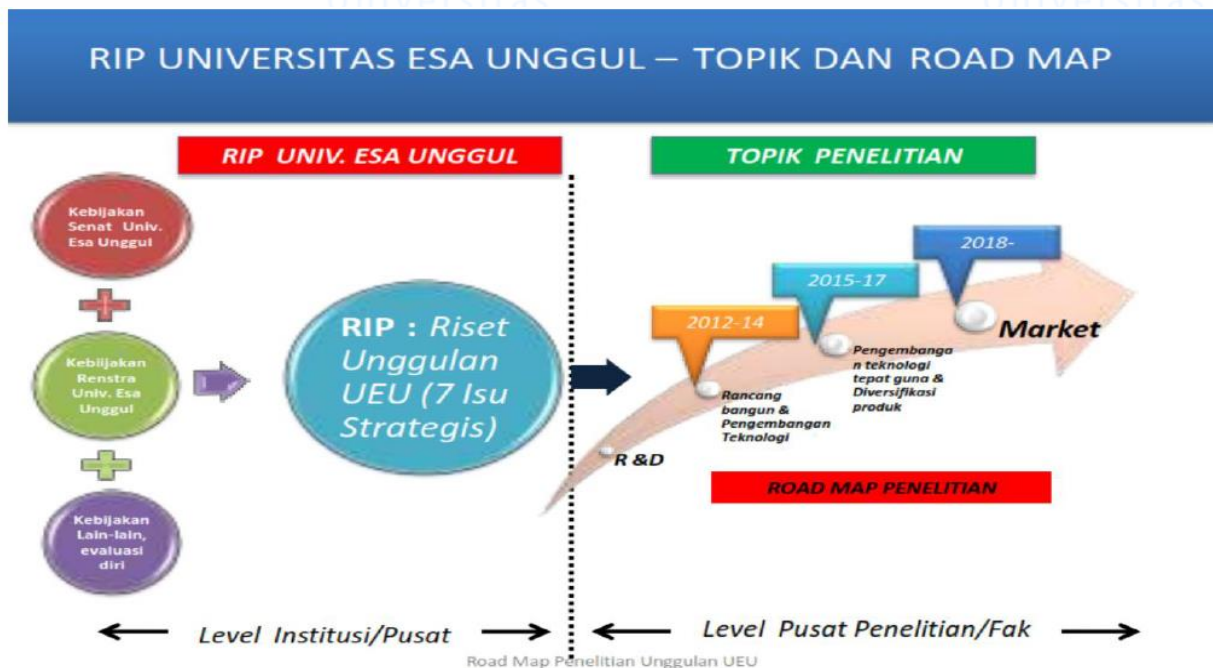 Universitas
Universitas
RIP UNIVERSITAS ESA UNGGUL – TOPIK DAN ROAD MAP
RIP UNIV. ESA UNGGUL
TOPIK PENELITIAN
Kebijakan
Senat Univ.
Esa Unggul
Kebiijakan
Renstra
Univ. Esa
Unggul
Kebijakan
Lain-lain,
evaluasi
diri
RIP : Riset
Unggulan
UEU (7 Isu
Strategis)
2012-14
2015-17
2018-
R &D
Rancang
bangun &
Pengembangan
Teknologi
Pengembanga
n teknologi
tepat guna &
Diversifikasi
produk
Market
ROAD MAP PENELITIAN
Level Institusi/Pusat
Level Pusat Penelitian/Fak
Road Map Penelitian Unggulan UEU